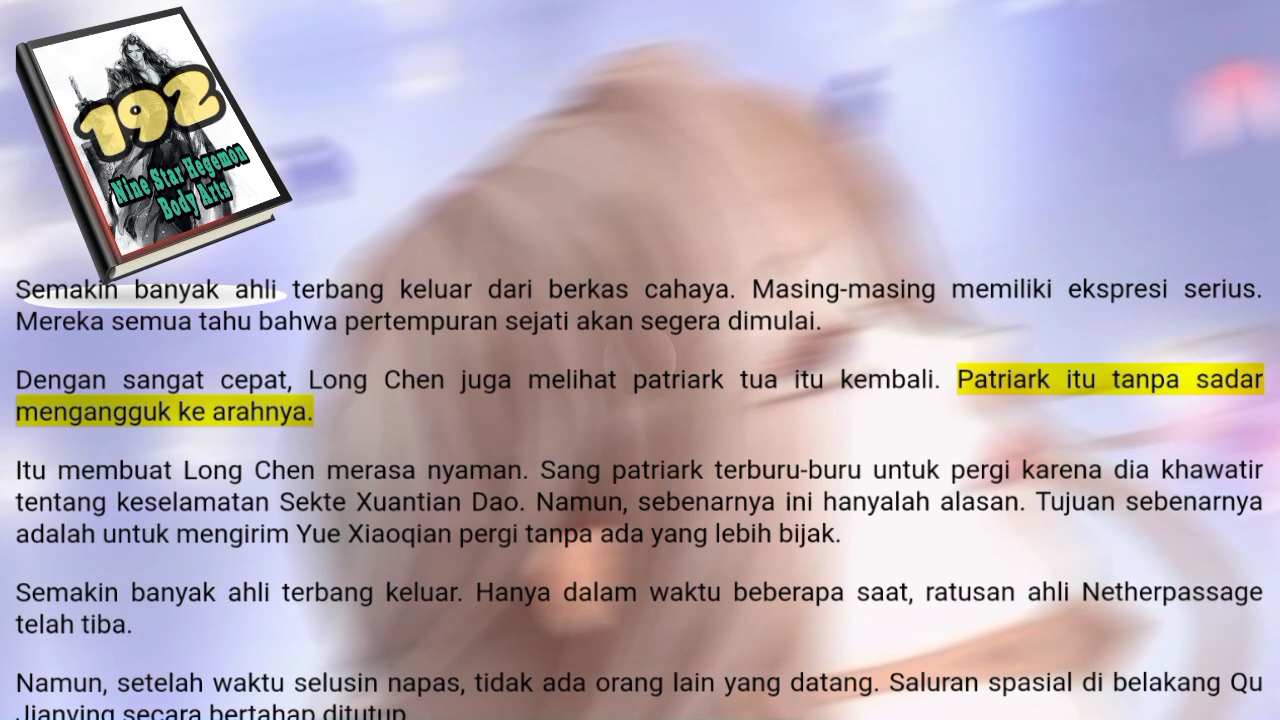 192
Nine Star Hegemon
Body Arts
Semakin banyak ahli terbang keluar dari berkas cahaya. Masing-masing memiliki ekspresi serius.
Mereka semua tahu bahwa pertempuran sejati akan segera dimulai.
Dengan sangat cepat, Long Chen juga melihat patriark tua itu kembali. Patriark itu tanpa sadar
mengangguk ke arahnya.
Itu membuat Long Chen merasa nyaman. Sang patriark terburu-buru untuk pergi karena dia khawatir
tentang keselamatan Sekte Xuantian Dao. Namun, sebenarnya ini hanyalah alasan. Tujuan sebenarnya
adalah untuk mengirim Yue Xiaoqian pergi tanpa ada yang lebih bijak.
Semakin banyak ahli terbang keluar. Hanya dalam waktu beberapa saat, ratusan ahli Netherpassage
telah tiba.
Namun, setelah waktu selusin napas, tidak ada orang lain yang datang. Saluran spasial di belakang Qu
Jianying secara bertahap ditutup.